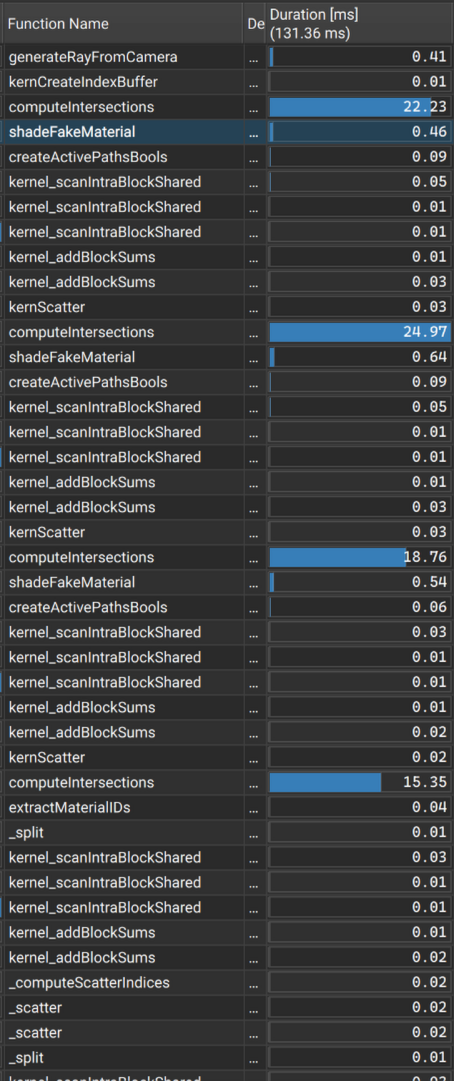 Function Name De Duration [ms]
(131.36 ms)
generateRayFromCamera ... 0.41
kernCreateIndexBuffer ... 0.01
computeIntersections ... 22.23
shadeFakeMaterial ... 0.46
createActivePathsBools ... 0.09
kernel_scanIntraBlockShared ... 0.05
kernel_scanIntraBlockShared ... 0.01
kernel_scanIntraBlockShared ... 0.01
kernel_addBlockSums ... 0.01
kernel_addBlockSums ... 0.03
kernScatter ... 0.03
computeIntersections ... 24.97
shadeFakeMaterial ... 0.64
createActivePathsBools ... 0.09
kernel_scanIntraBlockShared ... 0.05
kernel_scanIntraBlockShared ... 0.01
kernel_scanIntraBlockShared ... 0.01
kernel_addBlockSums ... 0.01
kernel_addBlockSums ... 0.03
kernScatter ... 0.03
computeIntersections ... 18.76
shadeFakeMaterial ... 0.54
createActivePathsBools ... 0.06
kernel_scanIntraBlockShared ... 0.03
kernel_scanIntraBlockShared ... 0.01
kernel_scanIntraBlockShared ... 0.01
kernel_addBlockSums ... 0.01
kernel_addBlockSums ... 0.02
kernScatter ... 0.02
computeIntersections ... 15.35
extractMaterialIDs ... 0.04
_split ... 0.01
kernel_scanIntraBlockShared ... 0.03
kernel_scanIntraBlockShared ... 0.01
kernel_scanIntraBlockShared ... 0.01
kernel_addBlockSums ... 0.01
kernel_addBlockSums ... 0.02
_computeScatterIndices ... 0.02
_scatter ... 0.02
_scatter ... 0.02
_split ... 0.01